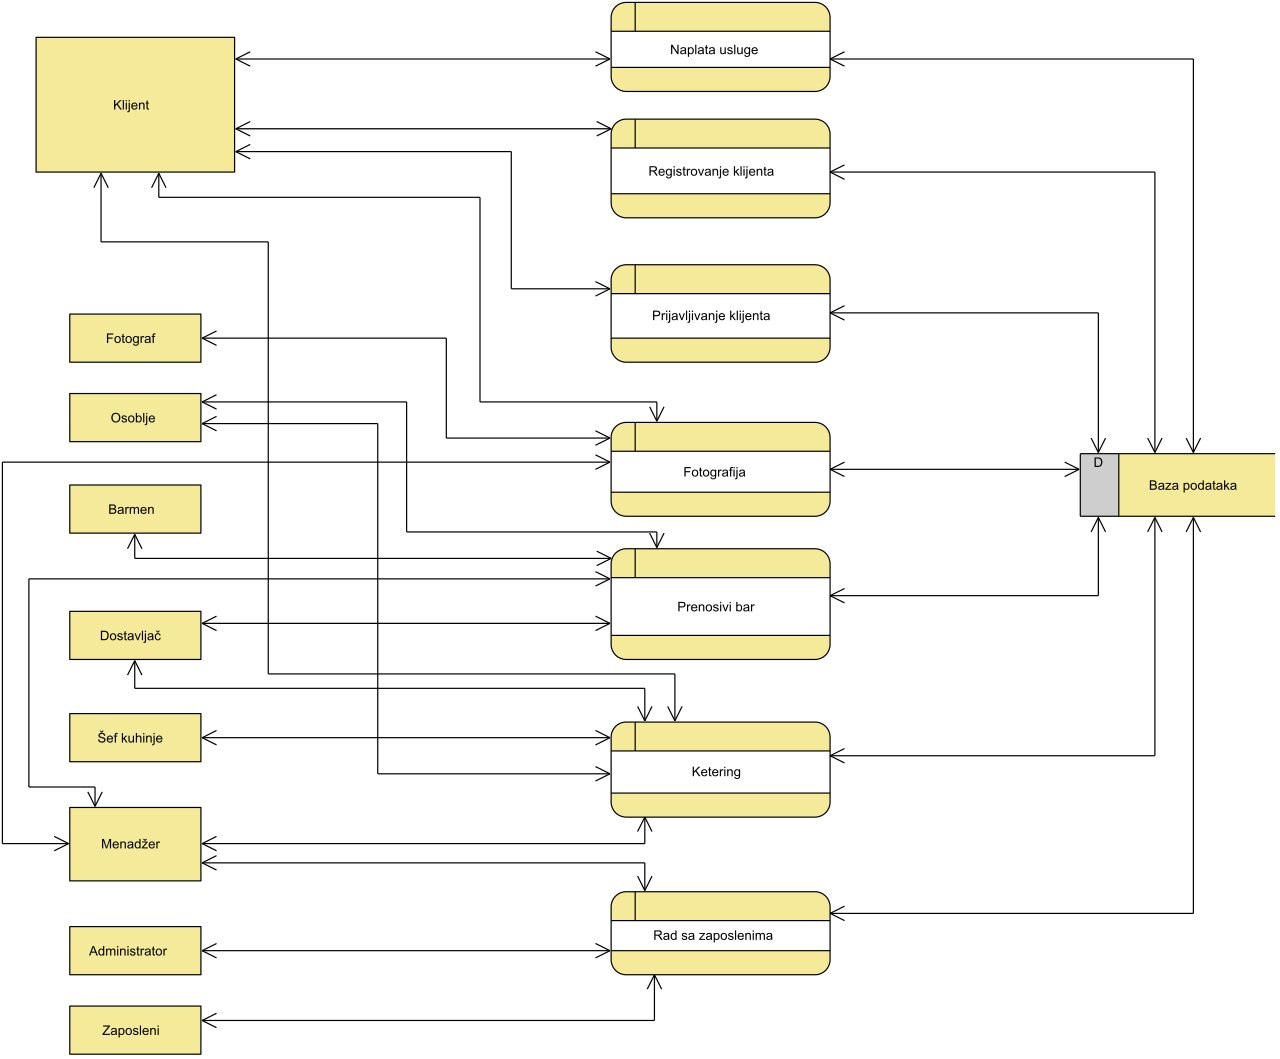 Naplata usluge
Klijent
Registrovanje klijenta
Prijavljivanje klijenta
Fotograf
Osoblje
Fotografija
D
Baza podataka
Barmen
Prenosivi bar
Dostavljač
Šef kuhinje
Ketering
Menadžer
Rad sa zaposlenima
Administrator
Zaposleni